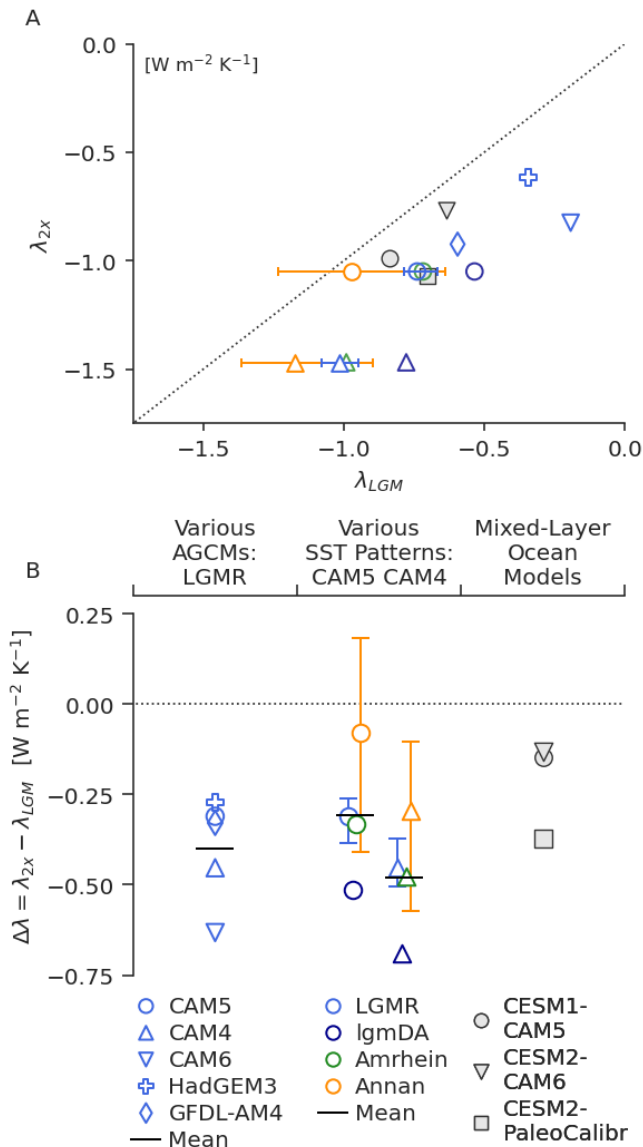 A
[W m−2 K−1]
0.0
−0.5
−1.0
−1.5
λ2x
−1.5
−1.0
−0.5
0.0
λLGM
B
Various
AGCMs:
LGMR
Various
SST Patterns:
CAM5 CAM4
Mixed-Layer
Ocean
Models
0.25
0.00
−0.25
−0.50
−0.75
Δλ = λ2x − λLGM [W m−2 K−1]
CAM5
CAM4
CAM6
HadGEM3
GFDL-AM4
Mean
LGMR
lgmDA
Amrhein
Annan
Mean
CESM1-
CAM5
CESM2-
CAM6
CESM2-
PaleoCalibr